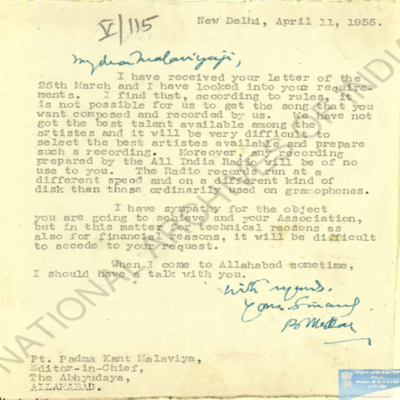 V/115
New Delhi, April 11, 1955.
My dear Malaviyaji,
I have received your letter of the
25th March and I have looked into your require-
ments. I find that, according to rules, it
is not possible for us to get the song that you
want composed and recorded by us. We have not
got the best talent available among the
artistes and it will be very difficult to
select the best artistes available and prepare
such a recording. Moreover, any recording
prepared by the All India Radio will be of no
use to you. The Radio records run at a
different speed and on a different kind of
disk than those ordinarily used on gramophones.
I have sympathy for the object
you are going to achieve and your Association,
but in this matter for technical reasons as
also for financial reasons, it will be difficult
to accede to your request.
When I come to Allahabad sometime,
I should have a talk with you.
With regards,
Yours Sincerely
Pt. Padma Kant Malaviya,
Editor-in-Chief,
The Abhyudaya,
ALLAHABAD.
NATIONAL ARCHIVES OF INDIA